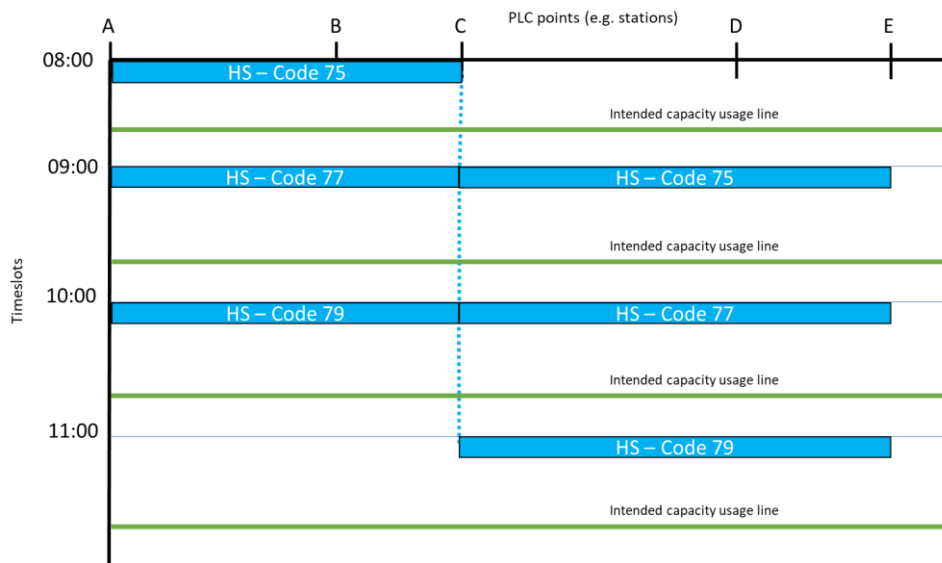 PLC points (e.g. stations)
A B C D E
08:00
HS – Code 75
Intended capacity usage line
09:00
HS – Code 77 HS – Code 75
Intended capacity usage line
Timeslots
10:00
HS – Code 79 HS – Code 77
Intended capacity usage line
11:00
HS – Code 79
Intended capacity usage line